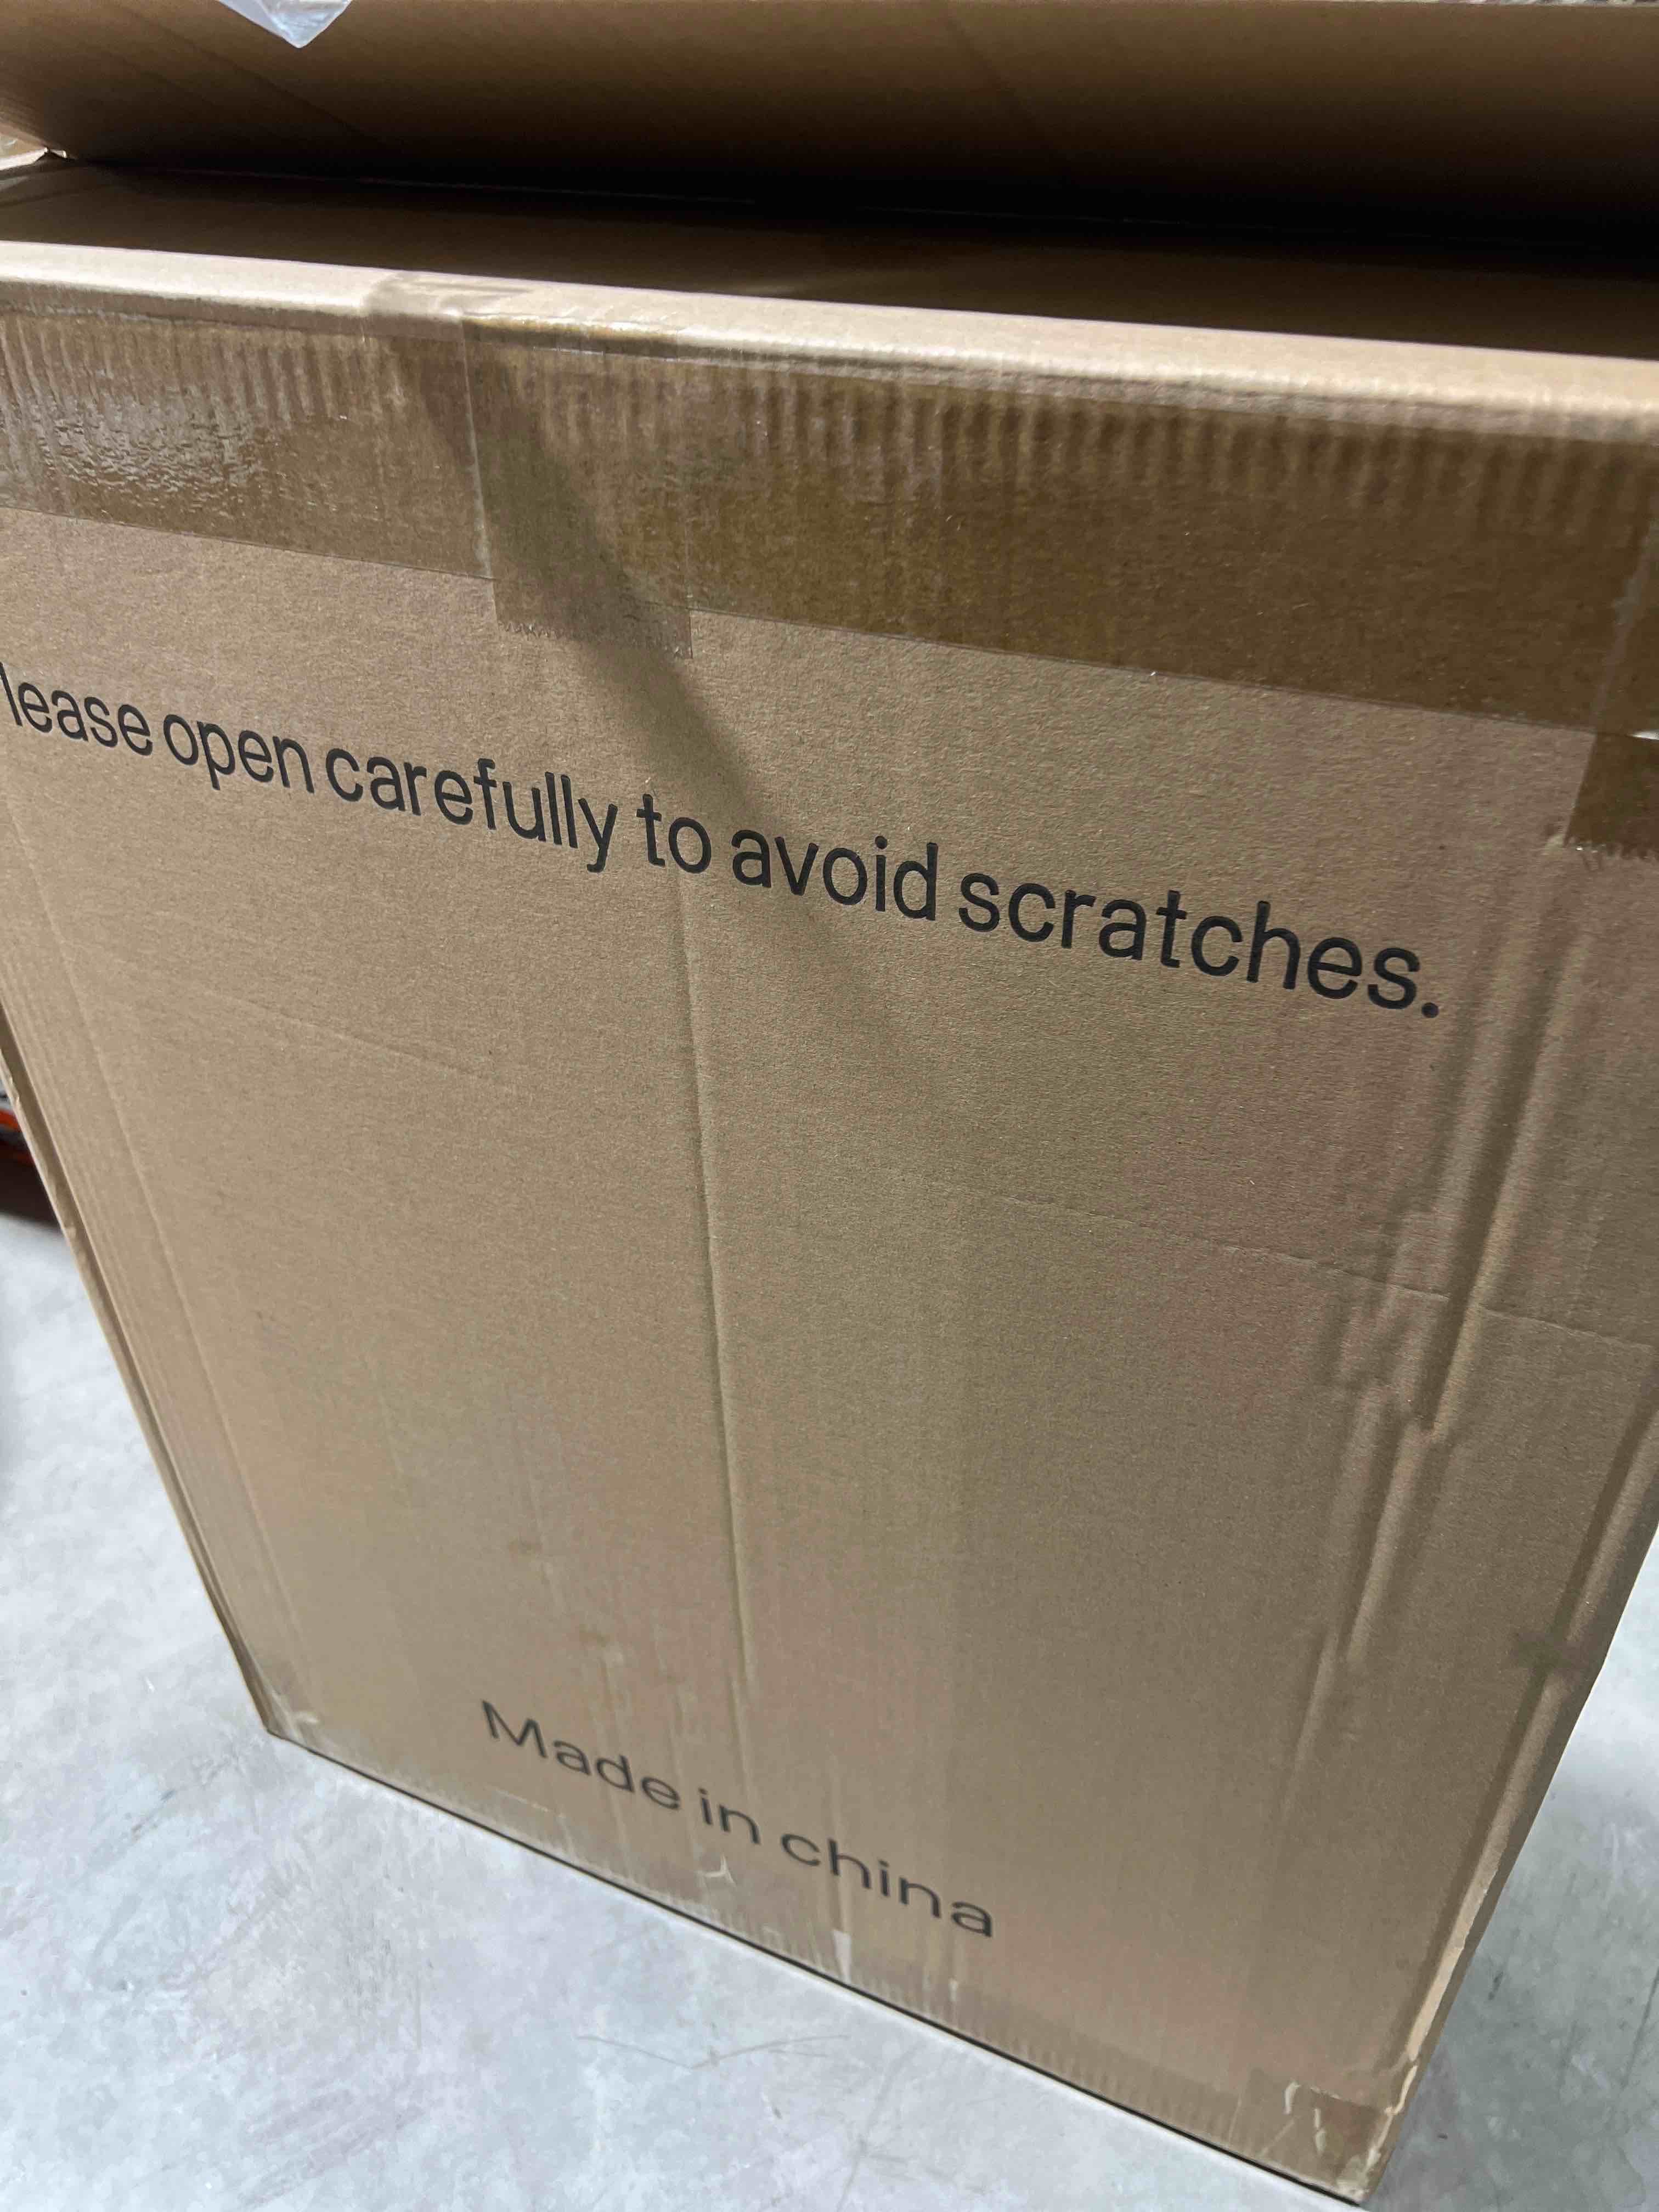 lease open carefully to avoid scratches.
Made in china